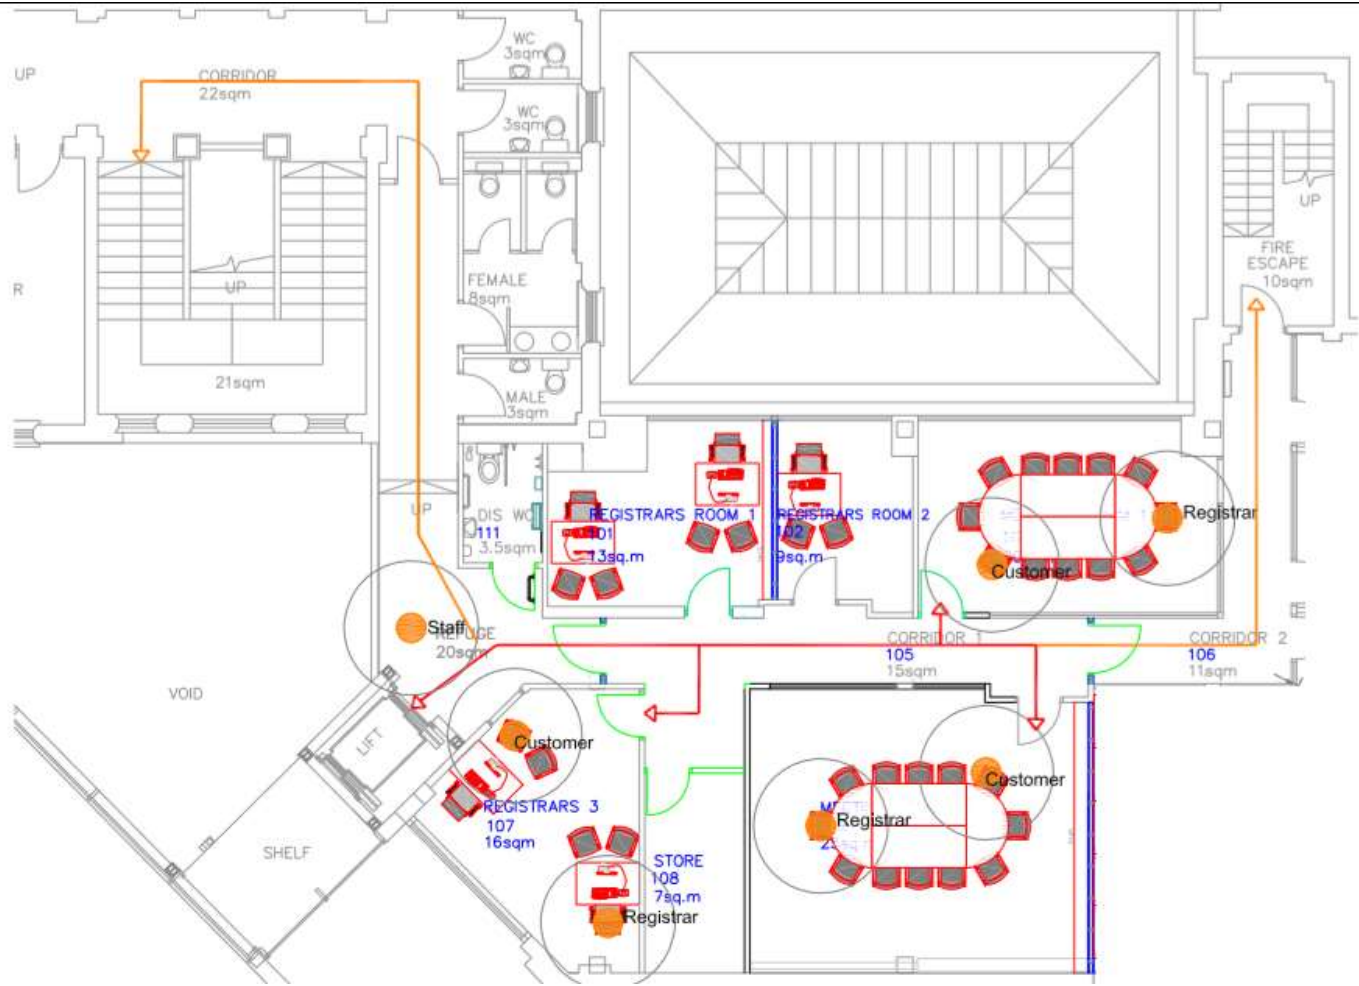 WC
3sqm
UP
CORRIDOR
22sqm
WC
3sqm
UP
FIRE
ESCAPE
10sqm
FEMALE
8sqm
UP
R
21sqm
MALE
3sqm
UP
DIS WC
111
3.5sqm
REGISTRARS ROOM 1
101
13sq.m
REGISTRARS ROOM 2
102
9sq.m
Registrar
Customer
Staff
REFUGE
20sqm
CORRIDOR 1
105
15sqm
CORRIDOR 2
106
11sqm
VOID
LIFT
Customer
Customer
REGISTRARS 3
107
16sqm
Registrar
SHELF
STORE
108
7sq.m
Registrar